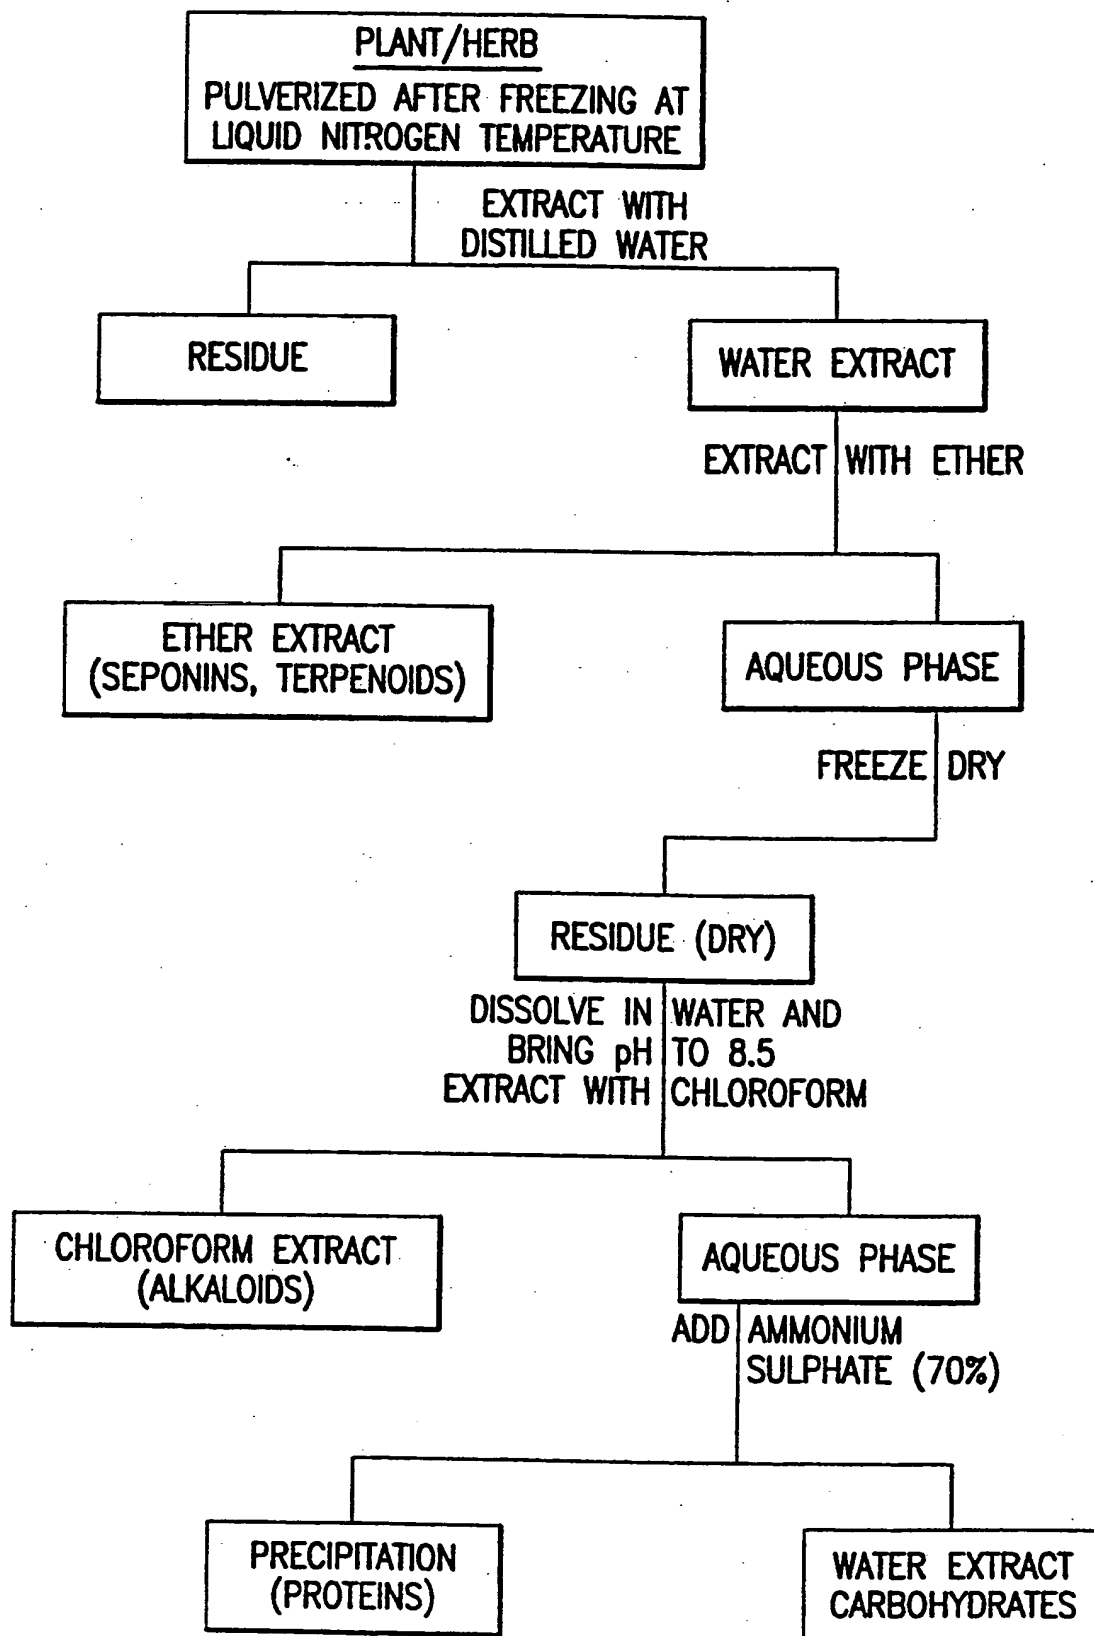 PLANT/HERB
PULVERIZED AFTER FREEZING AT
LIQUID NITROGEN TEMPERATURE
EXTRACT WITH
DISTILLED WATER
RESIDUE
WATER EXTRACT
EXTRACT WITH ETHER
ETHER EXTRACT
(SEPONINS, TERPENOIDS)
AQUEOUS PHASE
FREEZE DRY
RESIDUE (DRY)
DISSOLVE IN WATER AND
BRING pH TO 8.5
EXTRACT WITH CHLOROFORM
CHLOROFORM EXTRACT
(ALKALOIDS)
AQUEOUS PHASE
ADD AMMONIUM
SULPHATE (70%)
PRECIPITATION
(PROTEINS)
WATER EXTRACT
CARBOHYDRATES